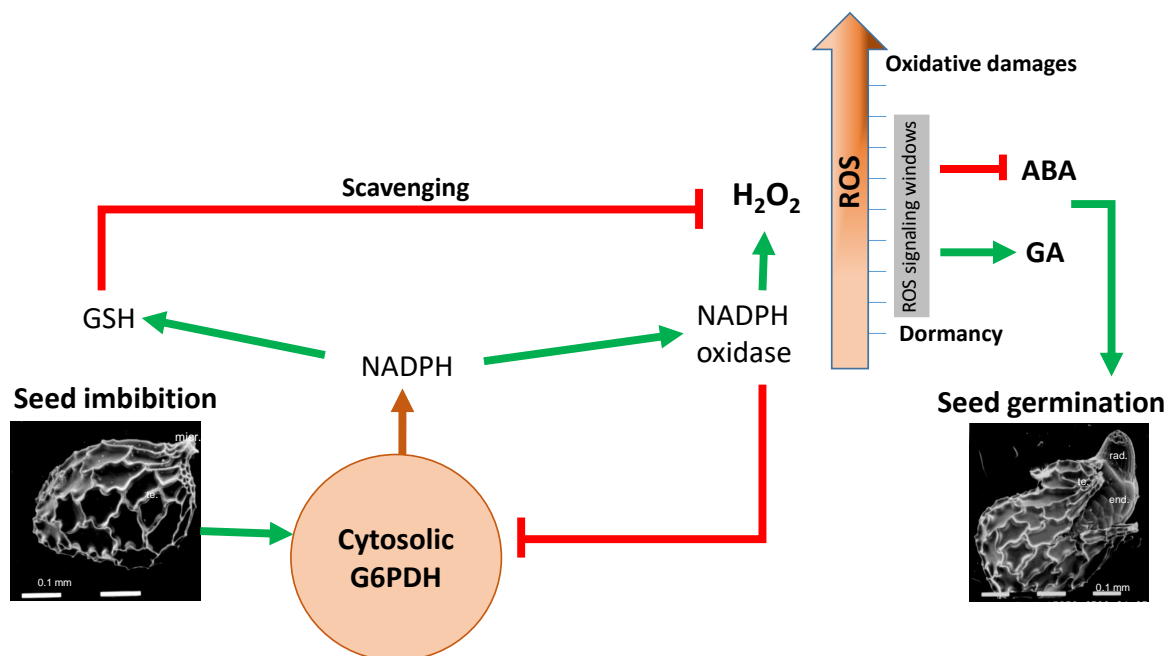 Oxidative damages
ROS
ROS signaling windows
ABA
GA
Dormancy
Scavenging
H₂O₂
GSH
NADPH
NADPH
oxidase
Seed imbibition
micr.
te.
0.1 mm
Cytosolic
G6PDH
Seed germination
rad.
te.
end.
0.1 mm